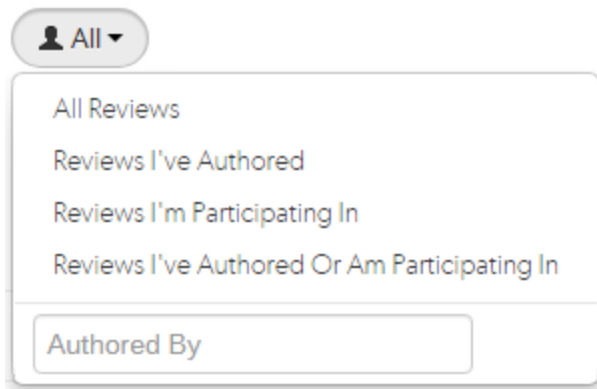 All
All Reviews
Reviews I've Authored
Reviews I'm Participating In
Reviews I've Authored Or Am Participating In
Authored By